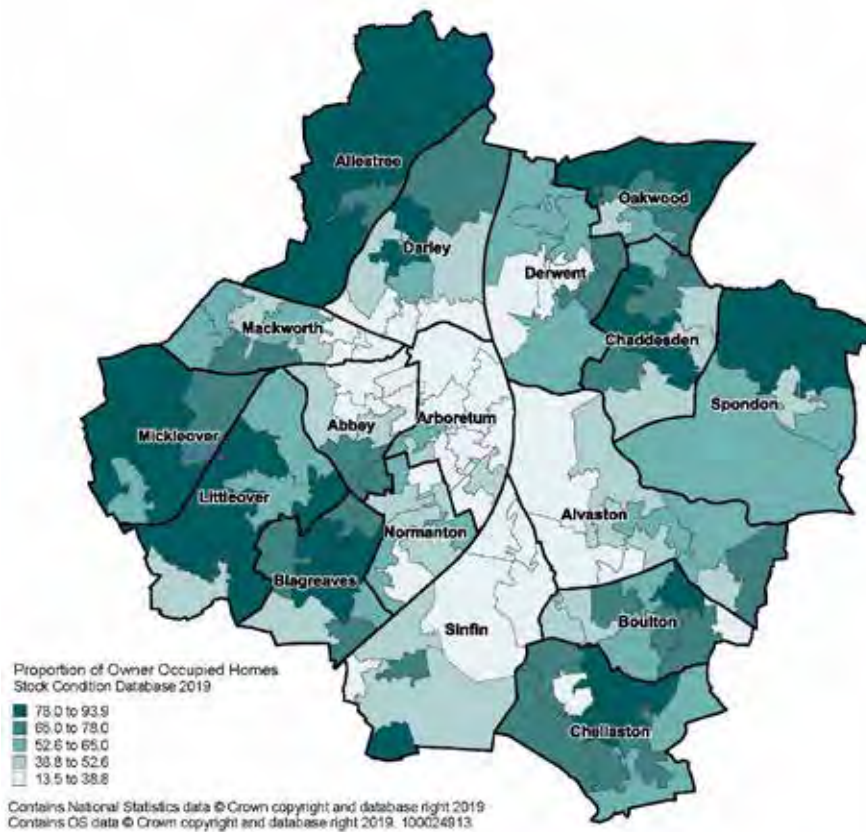 Allestree
Oakwood
Darley
Derwent
Mackworth
Chaddesden
Spondon
Abbey
Arboretum
Mickleover
Littleover
Normanton
Alvaston
Blagreaves
Boulton
Sinfin
Chellaston
Proportion of Owner Occupied Homes
Stock Condition Database 2019
78.0 to 93.9
65.0 to 78.0
52.6 to 65.0
38.8 to 52.6
13.5 to 38.8
Contains National Statistics data © Crown copyright and database right 2019
Contains OS data © Crown copyright and database right 2019. 100024913